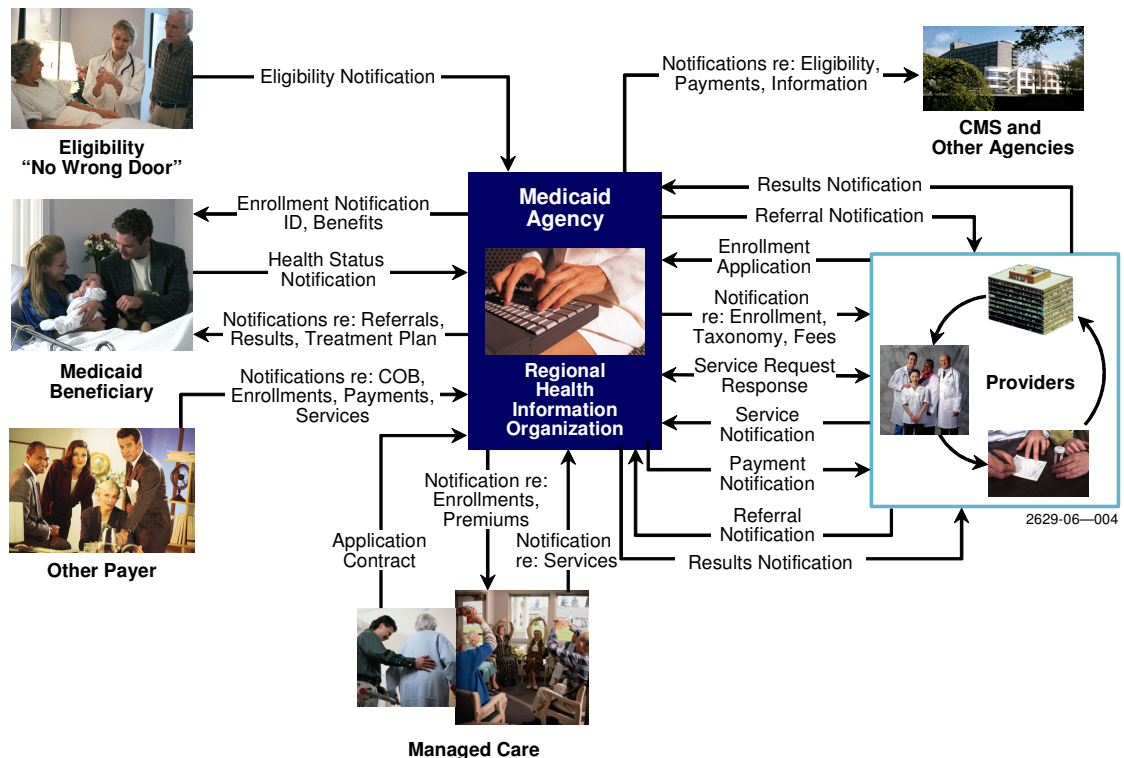 Eligibility Notification
Notifications re: Eligibility,
Payments, Information
Eligibility
“No Wrong Door”
CMS and
Other Agencies
Medicaid
Agency
Regional
Health
Information
Organization
Enrollment Notification
ID, Benefits
Health Status
Notification
Notifications re: Referrals,
Results, Treatment Plan
Medicaid
Beneficiary
Notifications re: COB,
Enrollments, Payments,
Services
Other Payer
Application
Contract
Notification re:
Enrollments,
Premiums
Notification
re: Services
Managed Care
Results Notification
Referral Notification
Enrollment
Application
Notification
re: Enrollment,
Taxonomy, Fees
Service Request
Response
Service
Notification
Payment
Notification
Referral
Notification
Results Notification
Providers
2629-06—004